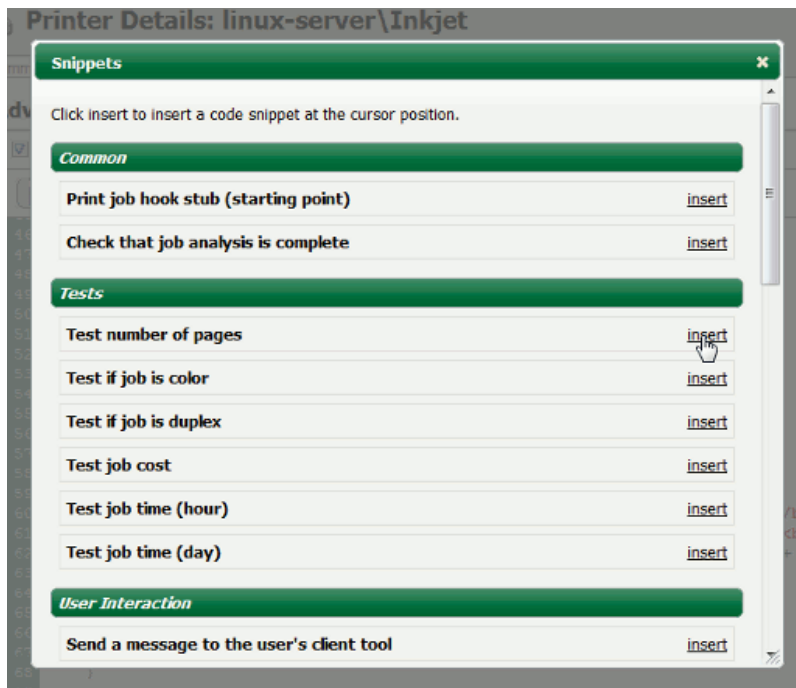 Printer Details: linux-server\Inkjet
Snippets
Click insert to insert a code snippet at the cursor position.
Common
Print job hook stub (starting point) insert
Check that job analysis is complete insert
Tests
Test number of pages insert
Test if job is color insert
Test if job is duplex insert
Test job cost insert
Test job time (hour) insert
Test job time (day) insert
User Interaction
Send a message to the user's client tool insert